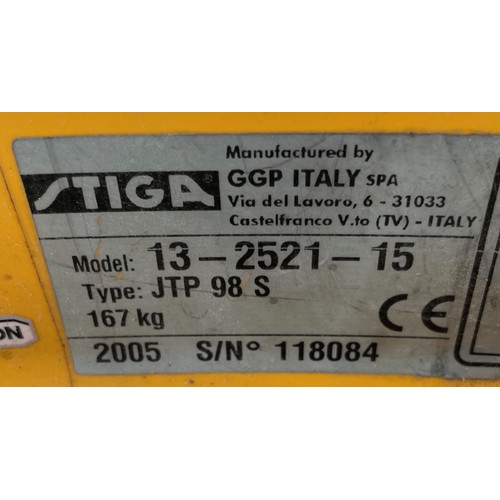 STIGA
Manufactured by
GGP ITALY SPA
Via del Lavoro, 6 - 31033
Castelfranco V.to (TV) - ITALY
Model: 13-2521-15
Type: JTP 98 S
167 kg
CE
2005 S/N° 118084
ON